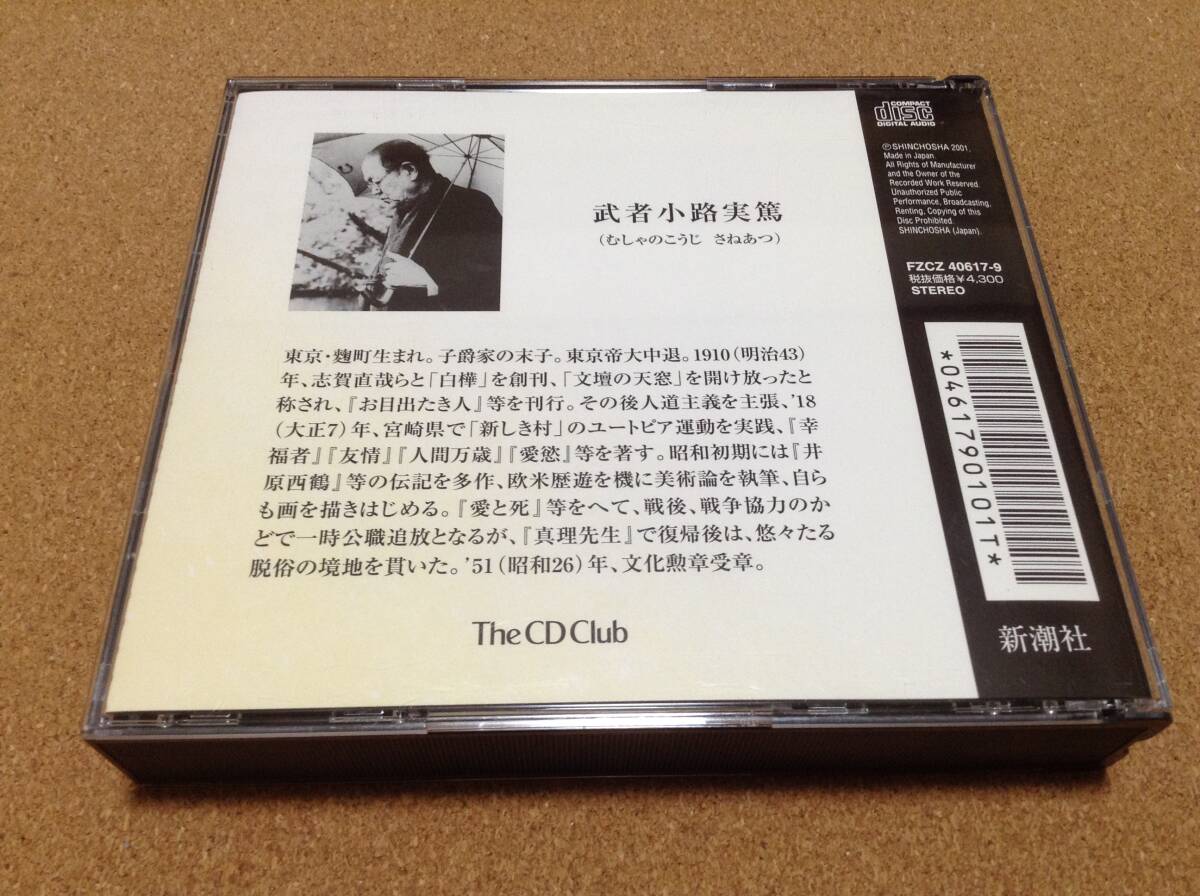 武者小路実篤
(むしゃのこうじ さねあつ)
東京・麴町生まれ。子爵家の末子。東京帝大中退。1910(明治43)
年、志賀直哉らと「白樺」を創刊、「文壇の天窓」を開け放ったと
称され、『お目出たき人』等を刊行。その後人道主義を主張、'18
(大正7)年、宮崎県で「新しき村」のユートピア運動を実践、『幸
福者』『友情』『人間万歳』『愛慾』等を著す。昭和初期には『井
原西鶴』等の伝記を多作、欧米歴遊を機に美術論を執筆、自ら
も画を描きはじめる。『愛と死』等をへて、戦後、戦争協力のか
どで一時公職追放となるが、『真理先生』で復帰後は、悠々たる
脱俗の境地を貫いた。'51(昭和26)年、文化勲章受章。
The CD Club
COMPACT
disc
DIGITAL AUDIO
Ⓟ SHINCHOSHA 2001.
Made in Japan.
All Rights of Manufacturer
and the Owner of the
Recorded Work Reserved.
Unauthorized Public
Performance, Broadcasting,
Renting, Copying of this
Disc Prohibited.
SHINCHOSHA (Japan).
FZCZ 40617-9
税抜価格¥4,300
STEREO
*0461790101T*
新潮社